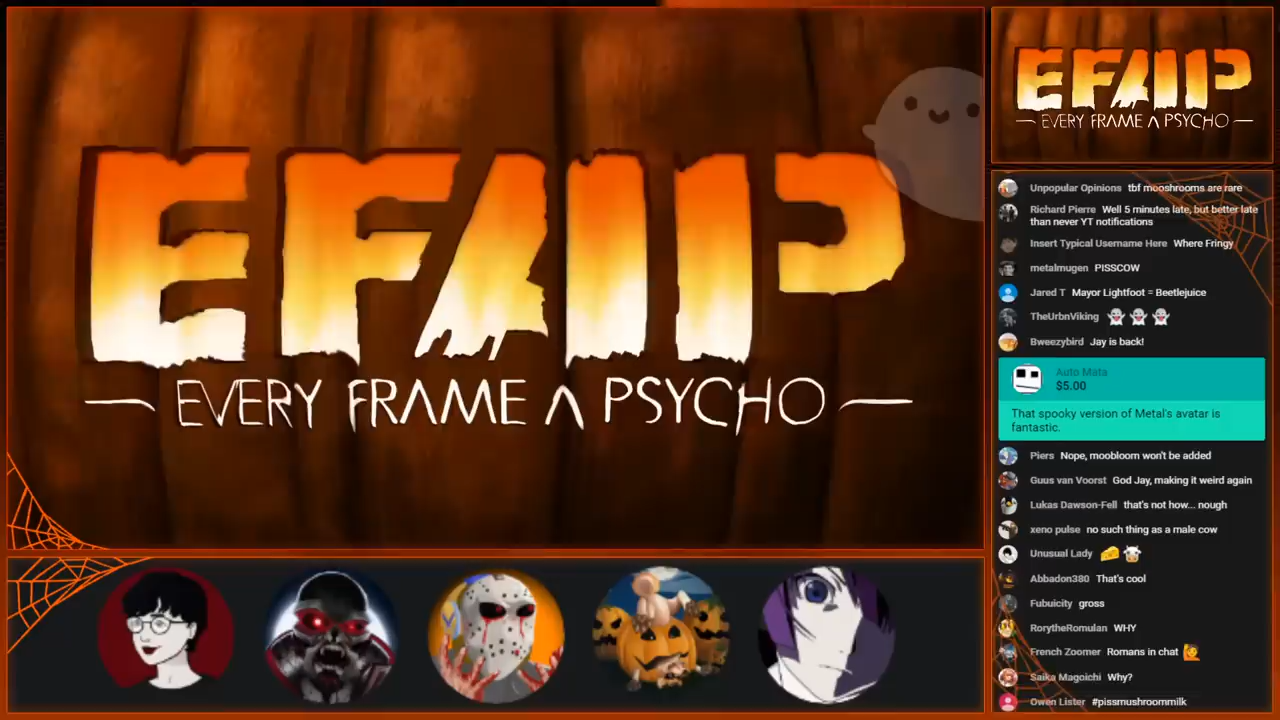 EFAP
— EVERY FRAME A PSYCHO —
EFAP
— EVERY FRAME A PSYCHO —
Unpopular Opinions tbf mooshrooms are rare
Richard Pierre Well 5 minutes late, but better late
than never YT notifications
Insert Typical Username Here Where Fringy
metalmugen PISSCOW
Jared T Mayor Lightfoot = Beetlejuice
TheUrbnViking 👻 👻 👻
Bweezybird Jay is back!
Auto Mata
$5.00
That spooky version of Metal's avatar is
fantastic.
Piers Nope, moobloom won't be added
Guus van Voorst God Jay, making it weird again
Lukas Dawson-Fell that's not how... nough
xeno pulse no such thing as a male cow
Unusual Lady 🧀 🐮
Abbadon380 That's cool
Fubuicity gross
RorytheRomulan WHY
French Zoomer Romans in chat 🙋
Saika Magoichi Why?
Owen Lister #pissmushroommilk